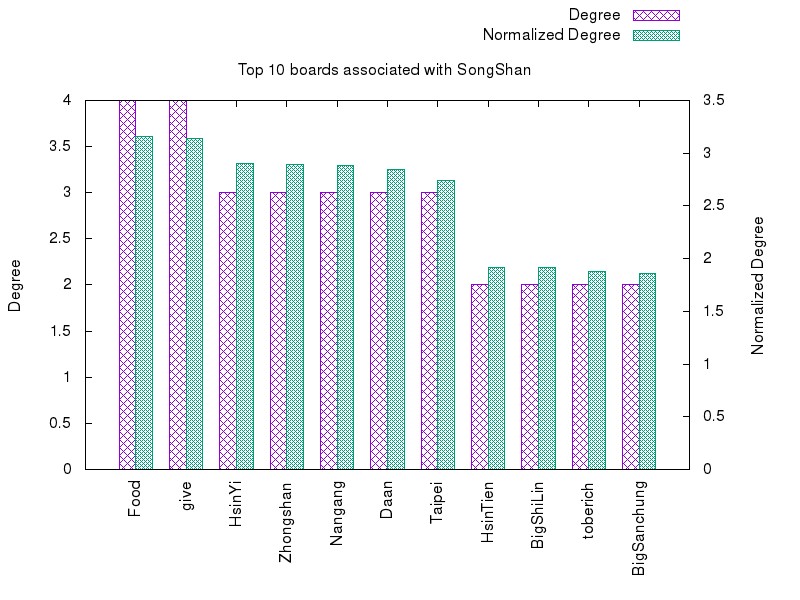 Degree
Normalized Degree
Top 10 boards associated with SongShan
4
3.5
3
2.5
2
1.5
1
0.5
0
3.5
3
2.5
2
1.5
1
0.5
0
Degree
Normalized Degree
Food
give
HsinYi
Zhongshan
Nangang
Daan
Taipei
HsinTien
BigShiLin
toberich
BigSanchung